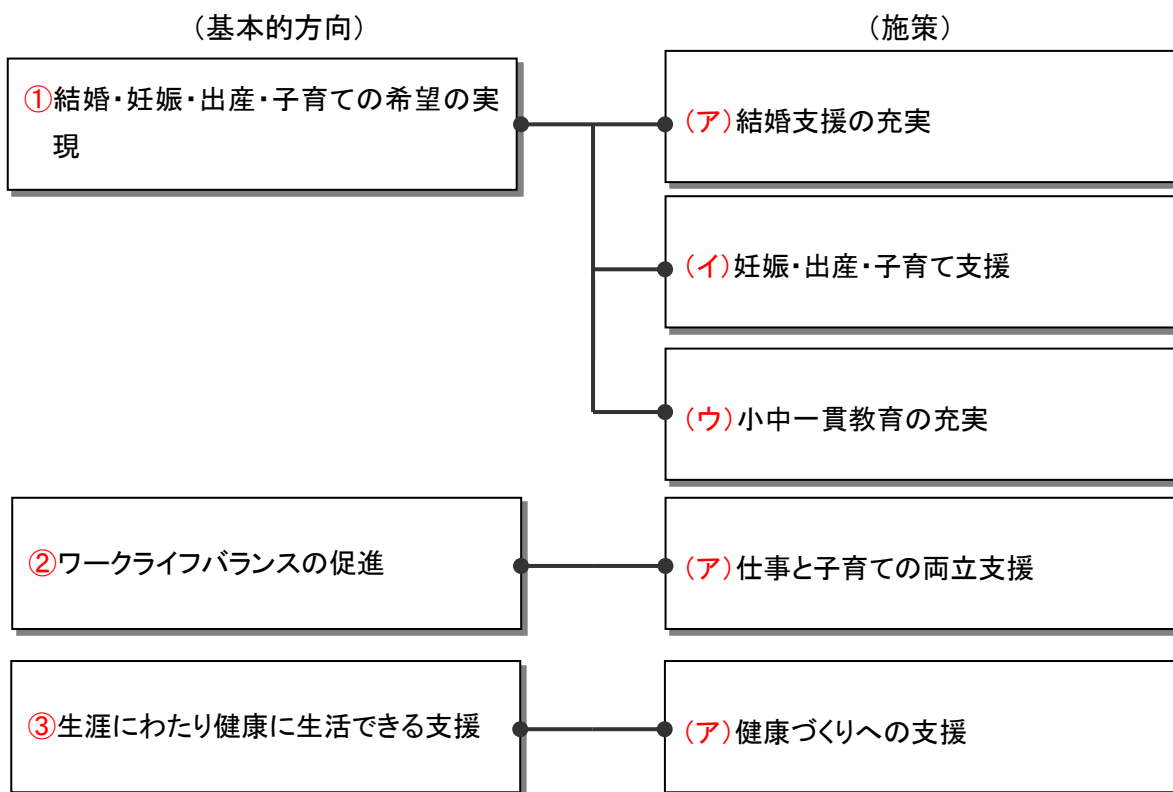 (基本的方向)
(施策)
①結婚・妊娠・出産・子育ての希望の実
現
(ア)結婚支援の充実
(イ)妊娠・出産・子育て支援
(ウ)小中一貫教育の充実
②ワークライフバランスの促進
(ア)仕事と子育ての両立支援
③生涯にわたり健康に生活できる支援
(ア)健康づくりへの支援